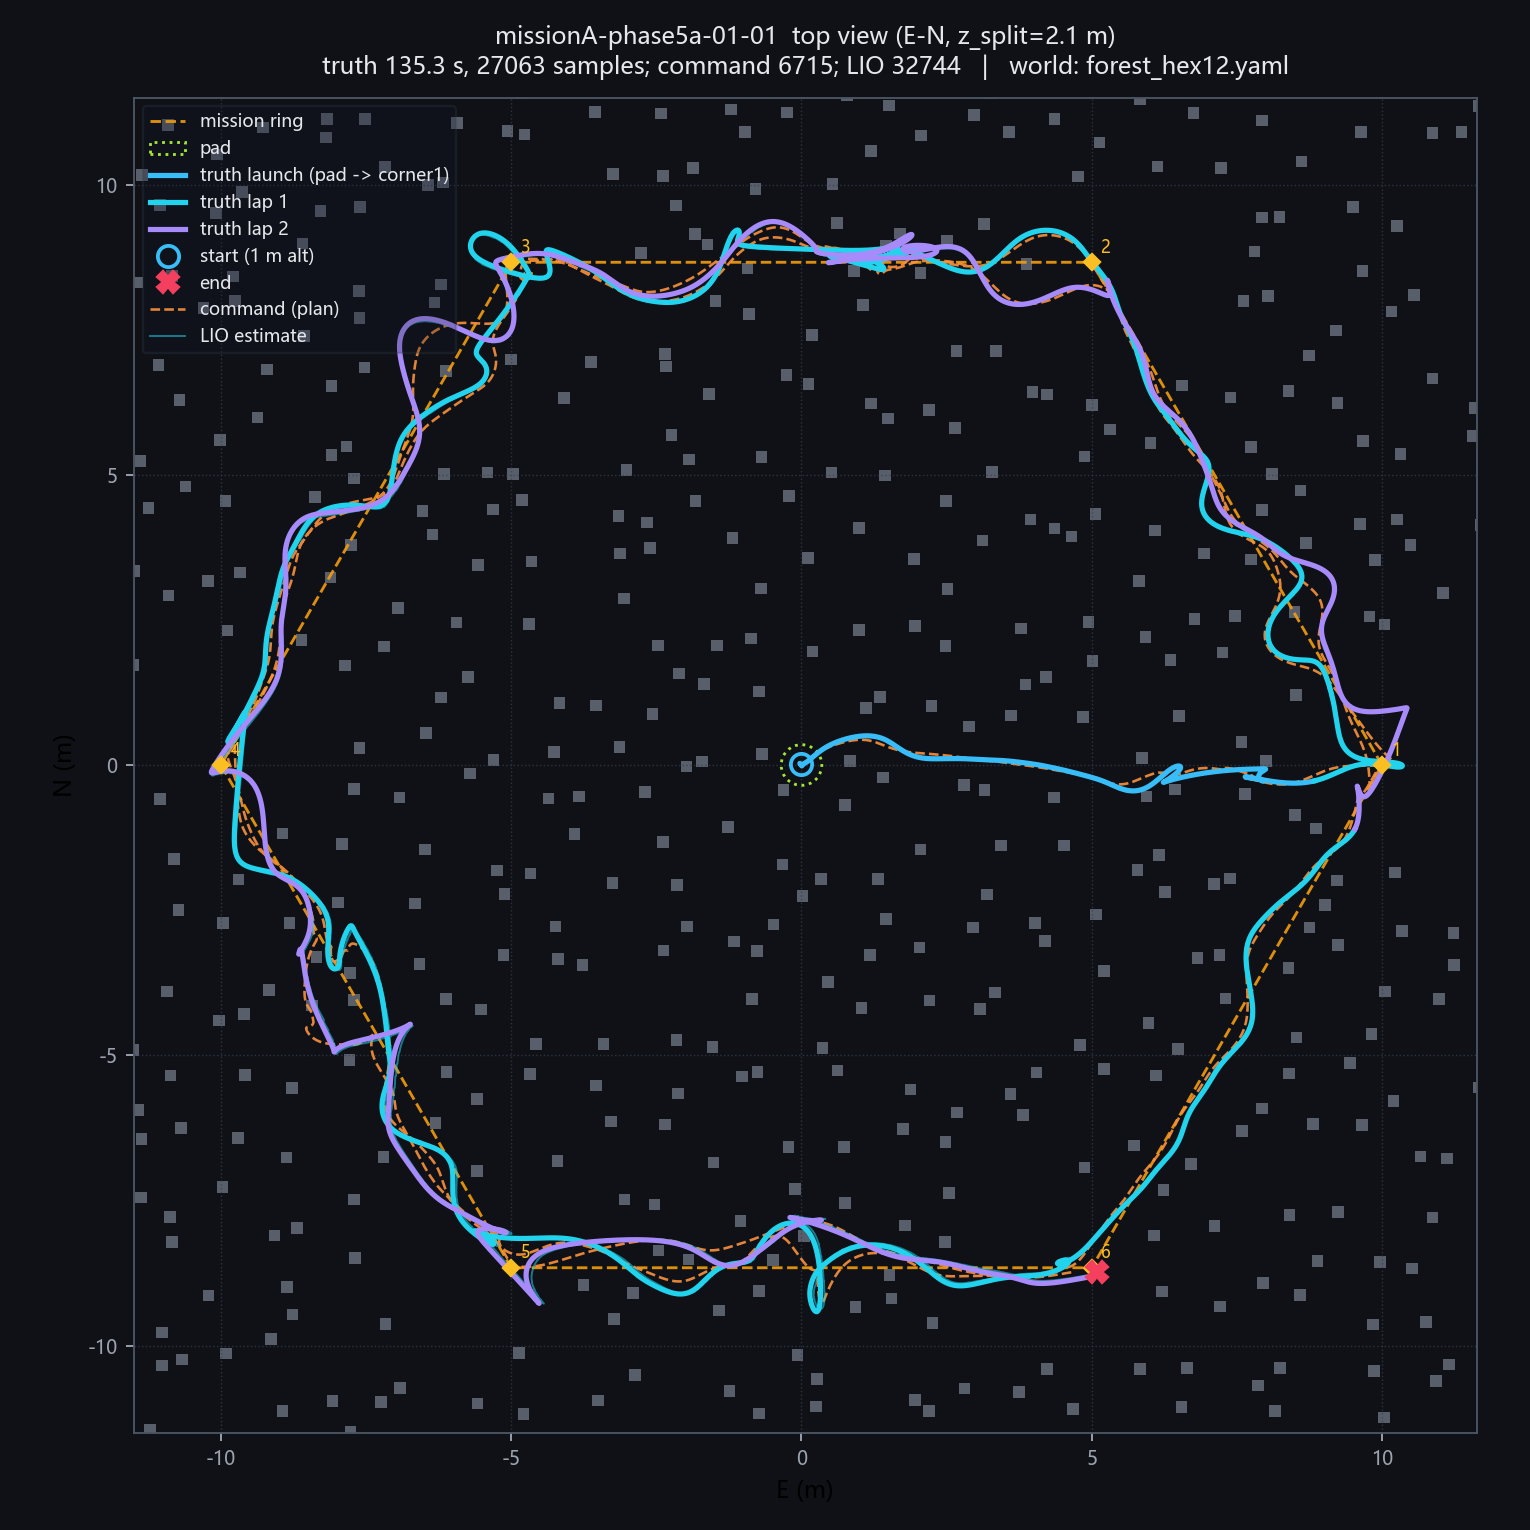 missionA-phase5a-01-01  top view (E-N, z_split=2.1 m)
truth 135.3 s, 27063 samples; command 6715; LIO 32744   |   world: forest_hex12.yaml
mission ring
pad
truth launch (pad -> corner1)
truth lap 1
truth lap 2
start (1 m alt)
end
command (plan)
LIO estimate
3
2
4
1
5
6
10
5
0
-5
-10
N (m)
-10
-5
0
5
10
E (m)